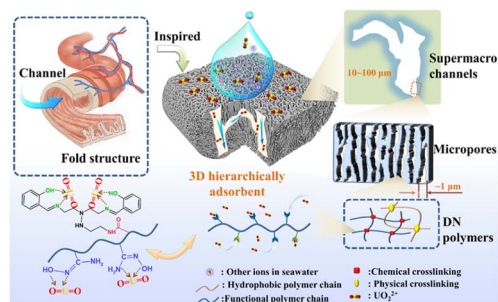 Channel
Fold structure
Inspired
10~100 μm
Supermacro
channels
3D hierarchically
adsorbent
Micropores
~1 μm
DN
polymers
: Other ions in seawater
: Hydrophobic polymer chain
:Functional polymer chain
:Chemical crosslinking
: Physical crosslinking
:UO₂²⁺